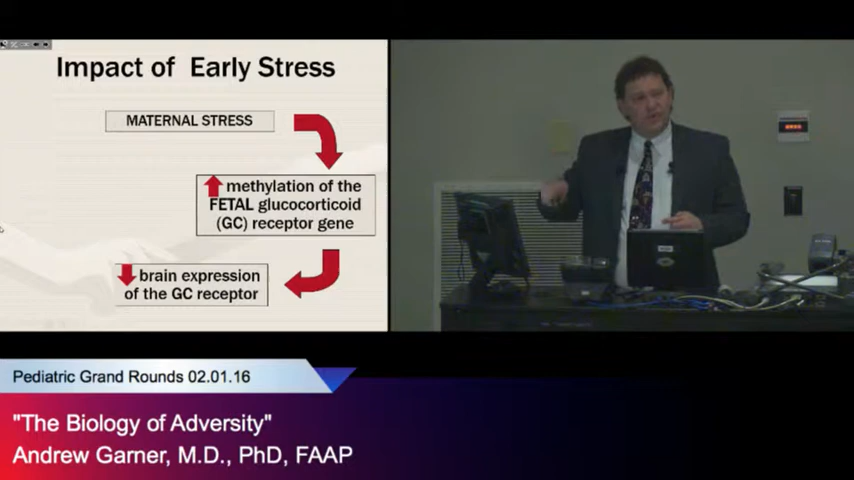 Impact of Early Stress
MATERNAL STRESS
methylation of the
FETAL glucocorticoid
(GC) receptor gene
brain expression
of the GC receptor
Pediatric Grand Rounds 02.01.16
"The Biology of Adversity"
Andrew Garner, M.D., PhD, FAAP